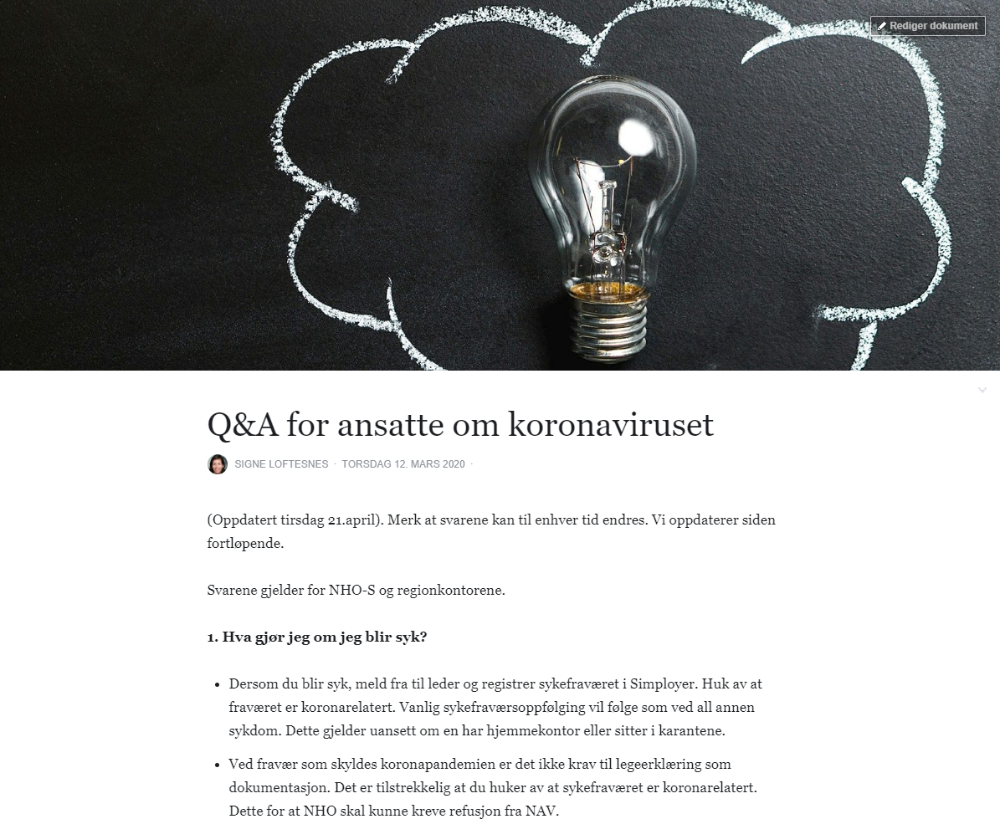 Rediger dokument
Q&A for ansatte om koronaviruset
SIGNE LOFTESNES · TORSDAG 12. MARS 2020 ·
(Oppdatert tirsdag 21.april). Merk at svarene kan til enhver tid endres. Vi oppdaterer siden
fortløpende.
Svarene gjelder for NHO-S og regionkontorene.
1. Hva gjør jeg om jeg blir syk?
• Dersom du blir syk, meld fra til leder og registrer sykefraværet i Simployer. Huk av at
fraværet er koronarelatert. Vanlig sykefraværsoppfølging vil følge som ved all annen
sykdom. Dette gjelder uansett om en har hjemmekontor eller sitter i karantene.
• Ved fravær som skyldes koronapandemien er det ikke krav til legeerklæring som
dokumentasjon. Det er tilstrekkelig at du huker av at sykefraværet er koronarelatert.
Dette for at NHO skal kunne kreve refusjon fra NAV.